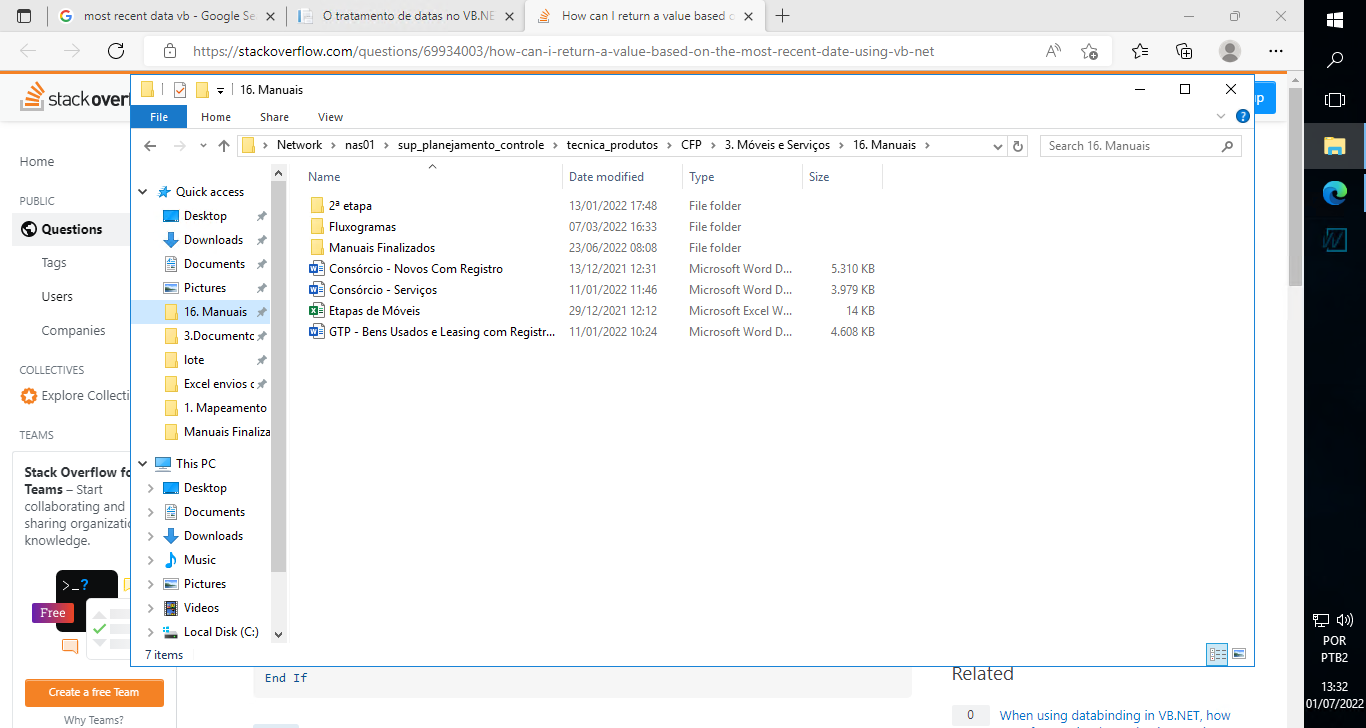 most recent data vb - Google Se
O tratamento de datas no VB.NE
How can I return a value based o
https://stackoverflow.com/questions/69934003/how-can-i-return-a-value-based-on-the-most-recent-date-using-vb-net
stackoverf
up
16. Manuais
File
Home
Share
View
Network
nas01
sup_planejamento_controle
tecnica_produtos
CFP
3. Móveis e Serviços
16. Manuais
Search 16. Manuais
Home
PUBLIC
Questions
Tags
Users
Companies
COLLECTIVES
Explore Collecti
TEAMS
Stack Overflow fo
Teams – Start
collaborating and
sharing organizatio
knowledge.
>_?
Free
Create a free Team
Why Teams?
Quick access
Desktop
Downloads
Documents
Pictures
16. Manuais
3.Documento
lote
Excel envios c
1. Mapeamento
Manuais Finaliza
This PC
Desktop
Documents
Downloads
Music
Pictures
Videos
Local Disk (C:)
7 items
Name Date modified Type Size
2ª etapa 13/01/2022 17:48 File folder
Fluxogramas 07/03/2022 16:33 File folder
Manuais Finalizados 23/06/2022 08:08 File folder
Consórcio - Novos Com Registro 13/12/2021 12:31 Microsoft Word D... 5.310 KB
Consórcio - Serviços 11/01/2022 11:46 Microsoft Word D... 3.979 KB
Etapas de Móveis 29/12/2021 12:12 Microsoft Excel W... 14 KB
GTP - Bens Usados e Leasing com Registr... 11/01/2022 10:24 Microsoft Word D... 4.608 KB
End If
Related
0 When using databinding in VB.NET, how
POR
PTB2
13:32
01/07/2022